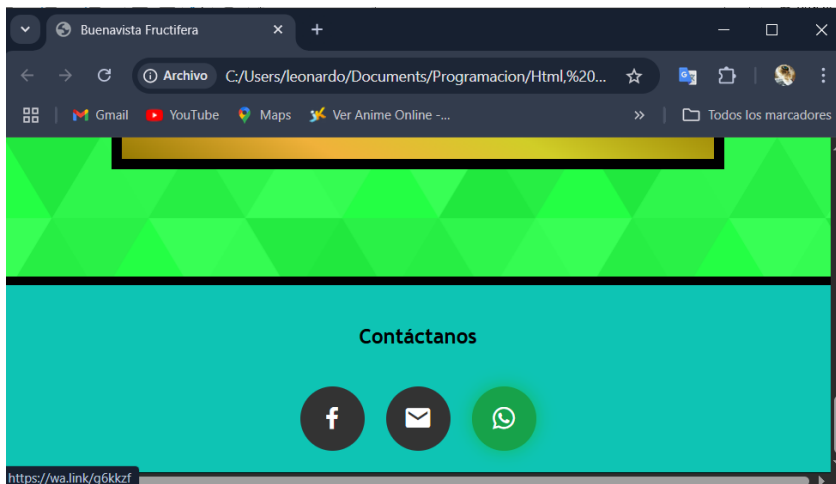 Buenavista Fructifera
Archivo C:/Users/leonardo/Documents/Programacion/Html,%20...
Gmail YouTube Maps Ver Anime Online -... » Todos los marcadores
Contáctanos
https://wa.link/g6kkzf